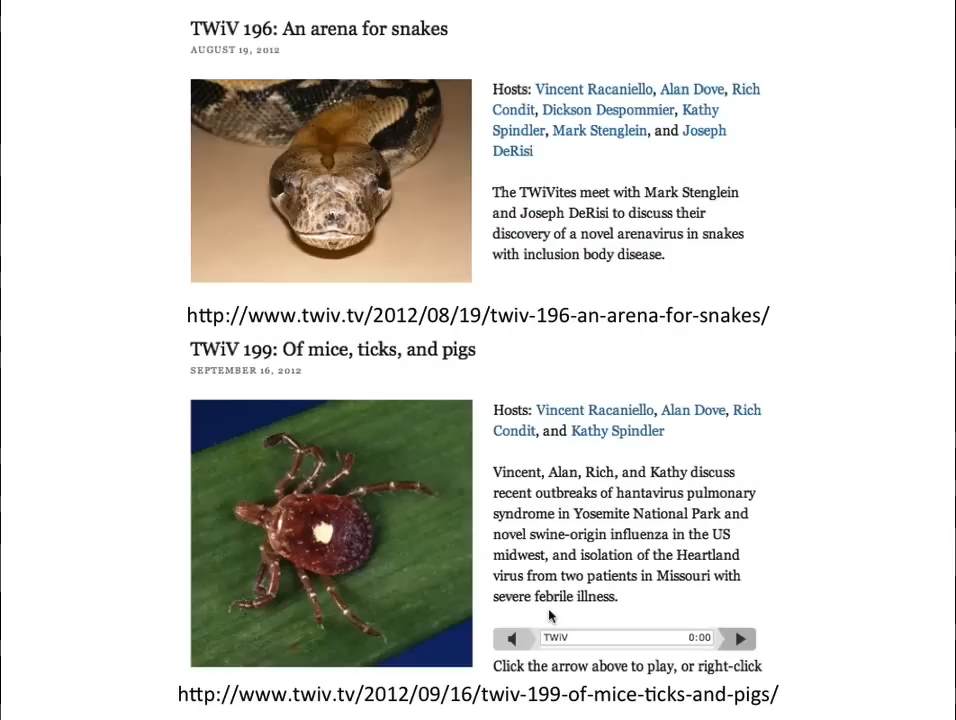 TWiV 196: An arena for snakes
AUGUST 19, 2012
Hosts: Vincent Racaniello, Alan Dove, Rich
Condit, Dickson Despommier, Kathy
Spindler, Mark Stenglein, and Joseph
DeRisi
The TWiVites meet with Mark Stenglein
and Joseph DeRisi to discuss their
discovery of a novel arenavirus in snakes
with inclusion body disease.
http://www.twiv.tv/2012/08/19/twiv-196-an-arena-for-snakes/
TWiV 199: Of mice, ticks, and pigs
SEPTEMBER 16, 2012
Hosts: Vincent Racaniello, Alan Dove, Rich
Condit, and Kathy Spindler
Vincent, Alan, Rich, and Kathy discuss
recent outbreaks of hantavirus pulmonary
syndrome in Yosemite National Park and
novel swine-origin influenza in the US
midwest, and isolation of the Heartland
virus from two patients in Missouri with
severe febrile illness.
TWiV 0:00
Click the arrow above to play, or right-click
http://www.twiv.tv/2012/09/16/twiv-199-of-mice-ticks-and-pigs/